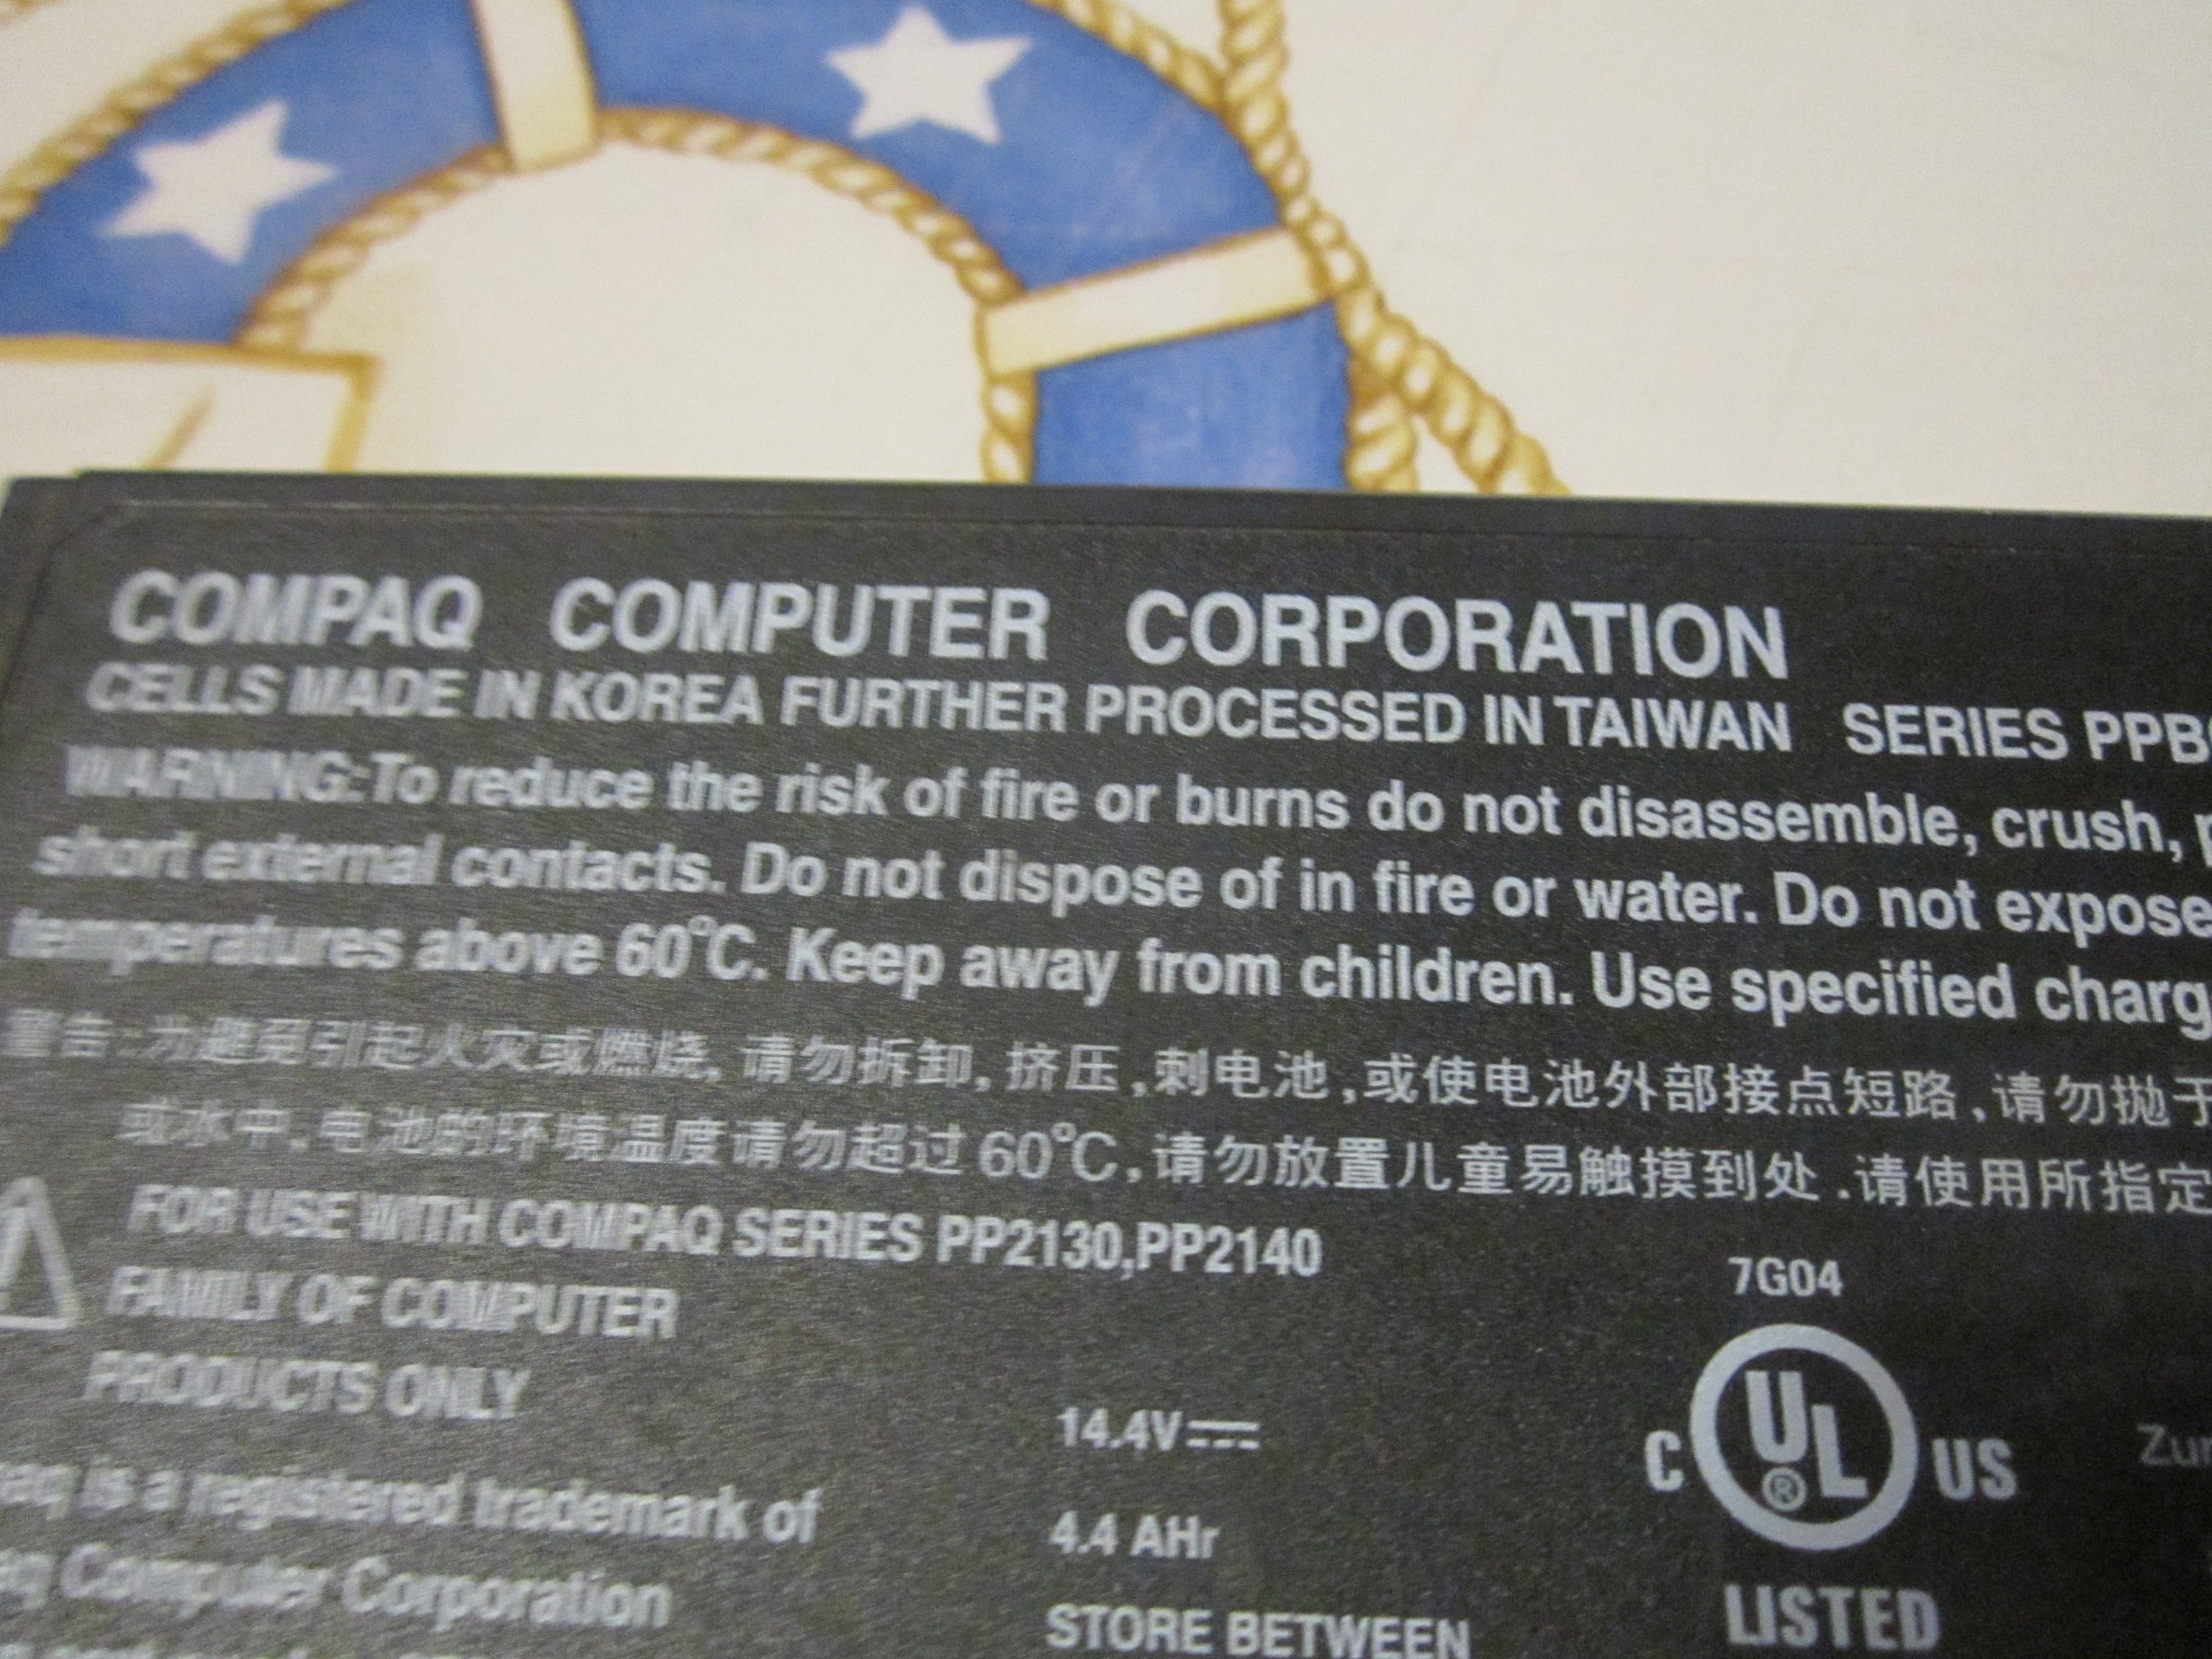 COMPAQ COMPUTER CORPORATION
CELLS MADE IN KOREA FURTHER PROCESSED IN TAIWAN SERIES
WARNING:To reduce the risk of fire or burns do not disassemble, crush,
short external contacts. Do not dispose of in fire or water. Do not expose
temperatures above 60°C. Keep away from children. Use specified
警告:为避免引起火灾或燃烧,请勿拆卸,挤压,刺电池,或使电池外部接点短路,请勿抛于
或水中,电池的环境温度请勿超过60°C,请勿放置儿童易触摸到处.请使用所指定
FOR USE WITH COMPAQ SERIES PP2130,PP2140
FAMILY OF COMPUTER
PRODUCTS ONLY
7G04
14.4V
C UL® US
is a registered trademark of
4.4 AHr
Computer Corporation
STORE BETWEEN
LISTED